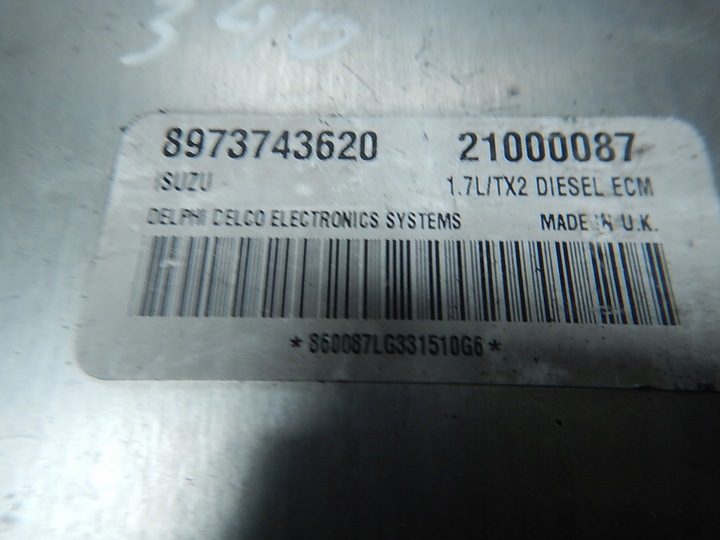 340
8973743620 21000087
ISUZU 1.7L/TX2 DIESEL ECM
DELPHI DELCO ELECTRONICS SYSTEMS MADE IN U.K.
*860087LG331510G6*